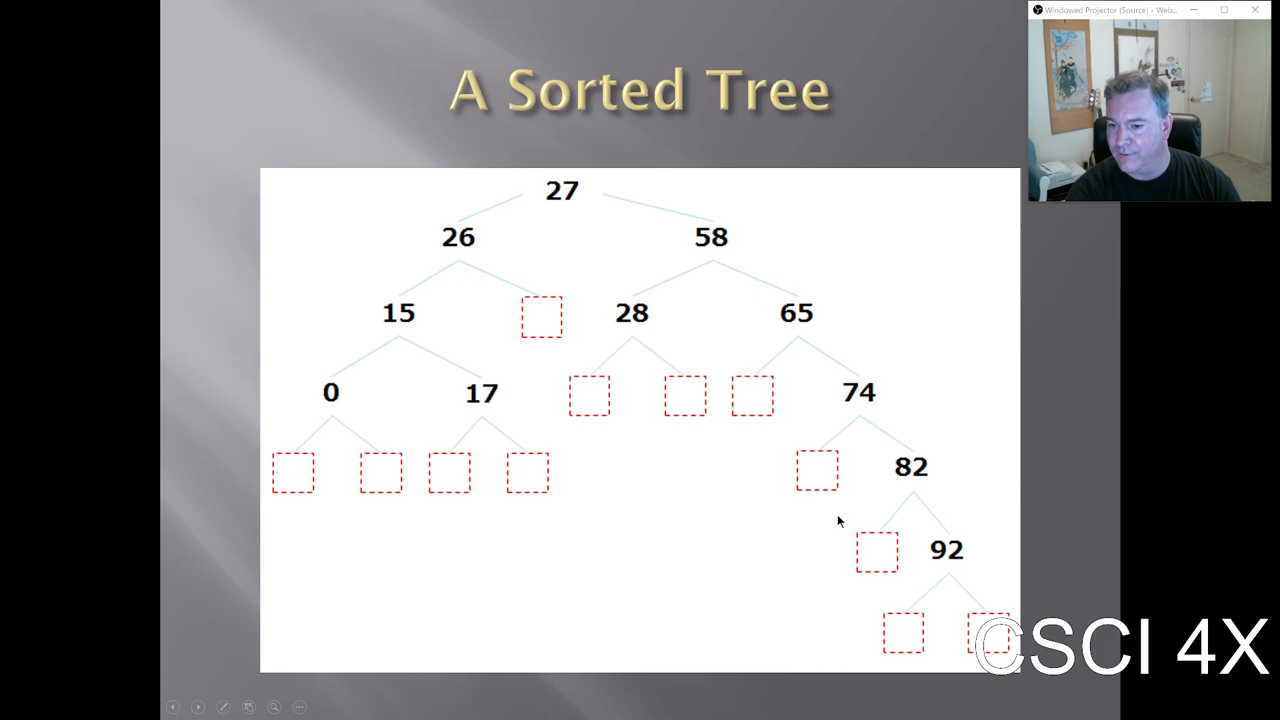 Windowed Projector (Source) - Web...
A Sorted Tree
27
26 58
15 28 65
0 17 74
82
92
CSCI 4X